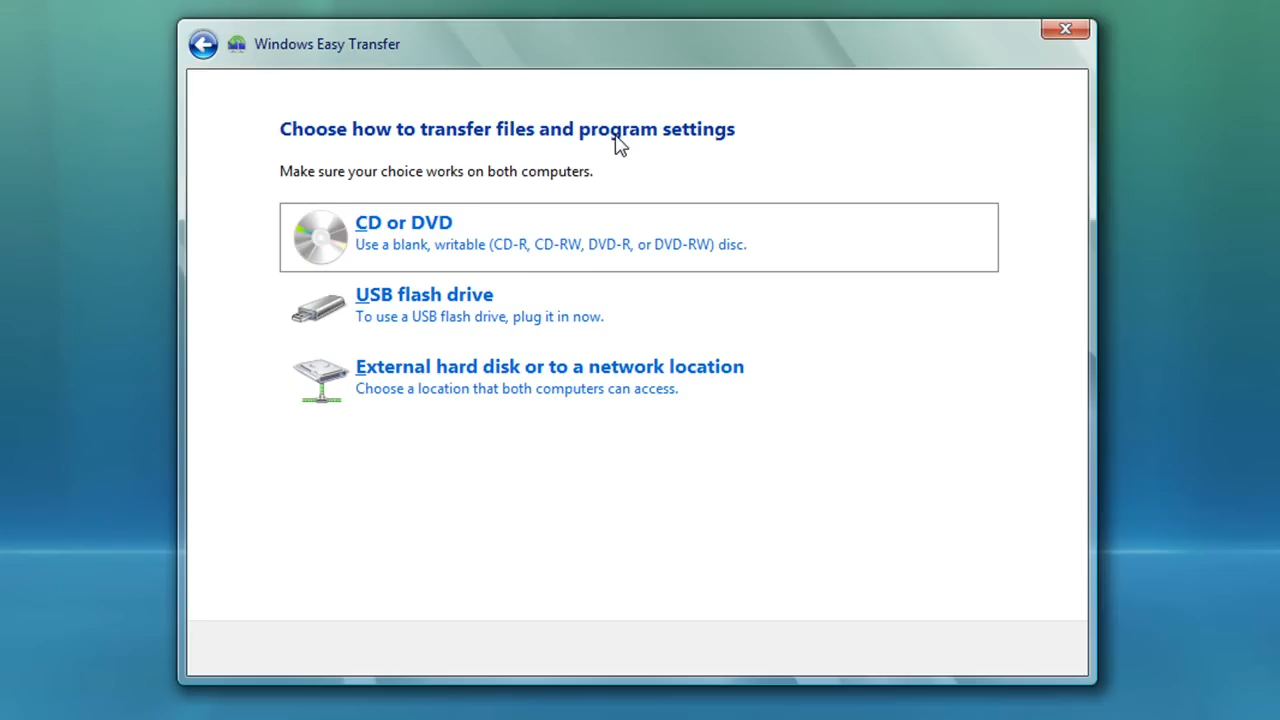 Windows Easy Transfer
Choose how to transfer files and program settings
Make sure your choice works on both computers.
CD or DVD
Use a blank, writable (CD-R, CD-RW, DVD-R, or DVD-RW) disc.
USB flash drive
To use a USB flash drive, plug it in now.
External hard disk or to a network location
Choose a location that both computers can access.